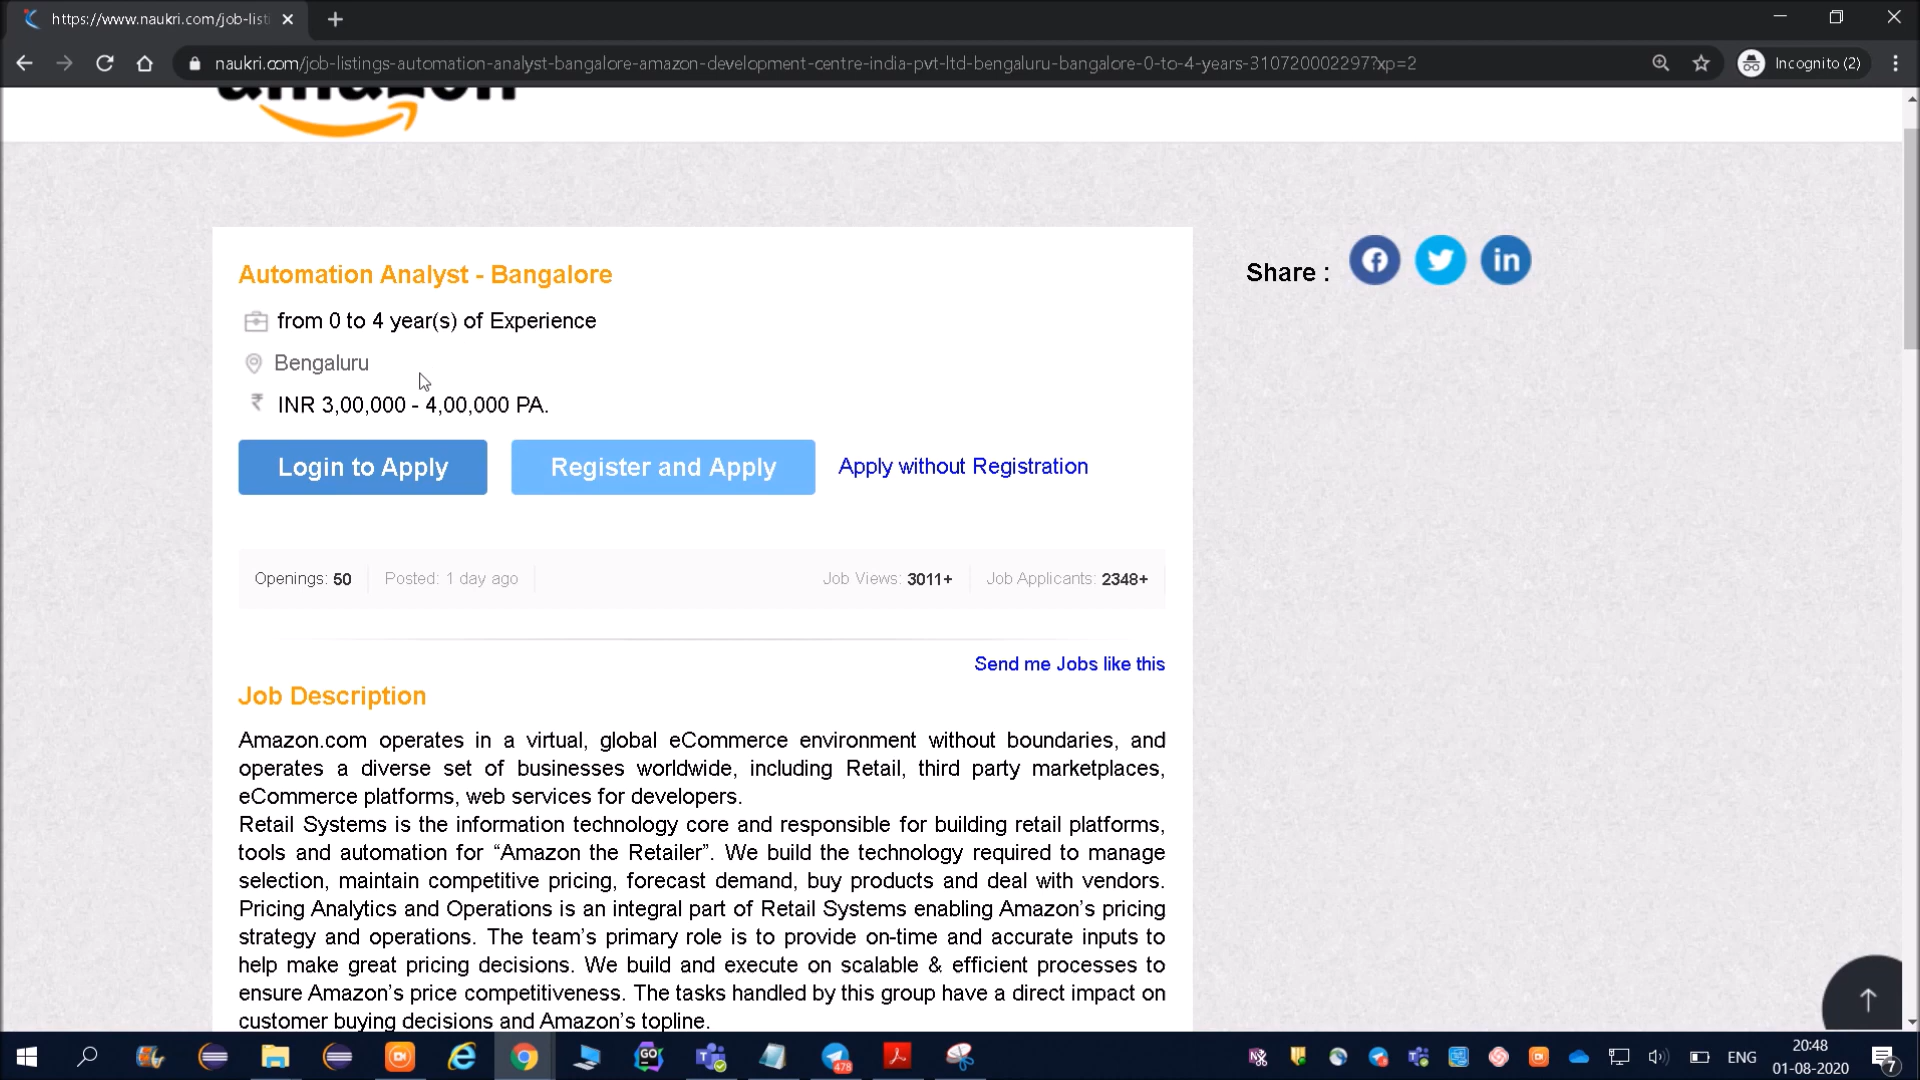 https://www.naukri.com/job-listi
naukri.com/job-listings-automation-analyst-bangalore-amazon-development-centre-india-pvt-ltd-bengaluru-bangalore-0-to-4-years-310720002297?xp=2
Incognito (2)
amazon
Automation Analyst - Bangalore
Share :
from 0 to 4 year(s) of Experience
Bengaluru
₹ INR 3,00,000 - 4,00,000 PA.
Login to Apply
Register and Apply
Apply without Registration
Openings: 50
Posted: 1 day ago
Job Views: 3011+
Job Applicants: 2348+
Send me Jobs like this
Job Description
Amazon.com operates in a virtual, global eCommerce environment without boundaries, and
operates a diverse set of businesses worldwide, including Retail, third party marketplaces,
eCommerce platforms, web services for developers.
Retail Systems is the information technology core and responsible for building retail platforms,
tools and automation for “Amazon the Retailer”. We build the technology required to manage
selection, maintain competitive pricing, forecast demand, buy products and deal with vendors.
Pricing Analytics and Operations is an integral part of Retail Systems enabling Amazon’s pricing
strategy and operations. The team’s primary role is to provide on-time and accurate inputs to
help make great pricing decisions. We build and execute on scalable & efficient processes to
ensure Amazon’s price competitiveness. The tasks handled by this group have a direct impact on
customer buying decisions and Amazon’s topline.
GO
478
ENG
20:48
01-08-2020
7